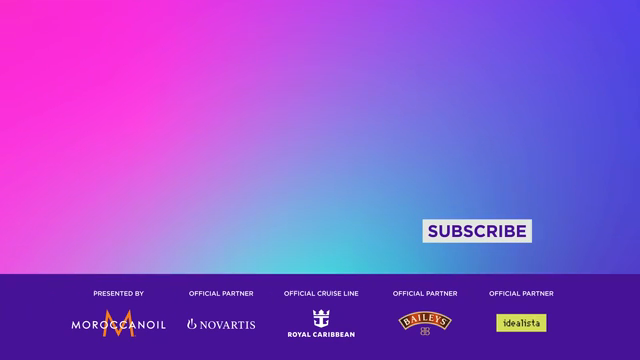 SUBSCRIBE
PRESENTED BY
MOROCCANOIL
OFFICIAL PARTNER
NOVARTIS
OFFICIAL CRUISE LINE
ROYAL CARIBBEAN
OFFICIAL PARTNER
BAILEYS
OFFICIAL PARTNER
idealista